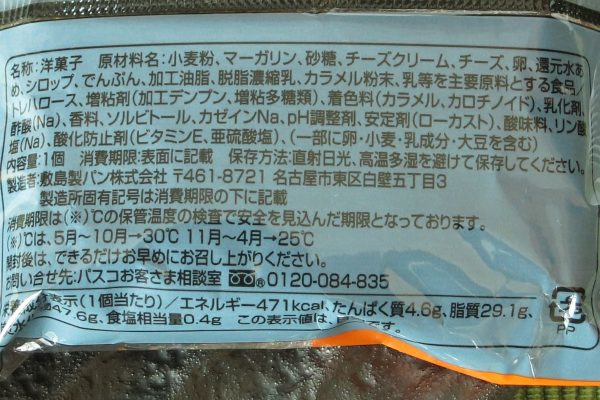 名称:洋菓子 原材料名:小麦粉、マーガリン、砂糖、チーズクリーム、チーズ、卵、還元水あ
め、シロップ、でんぷん、加工油脂、脱脂濃縮乳、カラメル粉末、乳等を主要原料とする食品/
トレハロース、増粘剤(加工デンプン、増粘多糖類)、着色料(カラメル、カロチノイド)、乳化剤、
酢酸(Na)、香料、ソルビトール、カゼインNa、pH調整剤、安定剤(ローカスト)、酸味料、リン酸
塩(Na)、酸化防止剤(ビタミンE、亜硫酸塩)、(一部に卵・小麦・乳成分・大豆を含む)
内容量:1個 消費期限:表面に記載 保存方法:直射日光、高温多湿を避けて保存してください。
製造者:敷島製パン株式会社 〒461-8721 名古屋市東区白壁五丁目3
製造所固有記号は消費期限の下に記載
消費期限は(※)℃の保管温度の検査で安全を見込んだ期限となっております。
(※)℃は、5月~10月→30℃ 11月~4月→25℃
開封後は、できるだけお早めにお召し上がりください。
お問い合せ先:パスコお客さま相談室 0120-084-835
表示(1個当たり)/エネルギー471kcal、たんぱく質4.6g、脂質29.1g、
47.6g、食塩相当量0.4g この表示値は、
PP